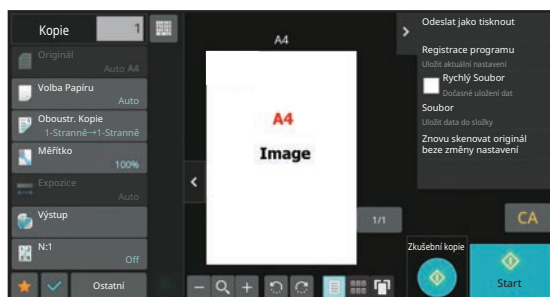 Kopie
1
Originál
Auto A4
Volba Papíru
Auto
Oboustr. Kopie
1-Stranně→1-Stranně
Měřítko
100%
Expozice
Auto
Výstup
N:1
Off
Ostatní
A4
A4
Image
1/1
Odeslat jako tisknout
Registrace programu
Uložit aktuální nastavení
Rychlý Soubor
Dočasné uložení dat
Soubor
Uložit data do složky
Znovu skenovat originál
beze změny nastavení
CA
Zkušební kopie
Start